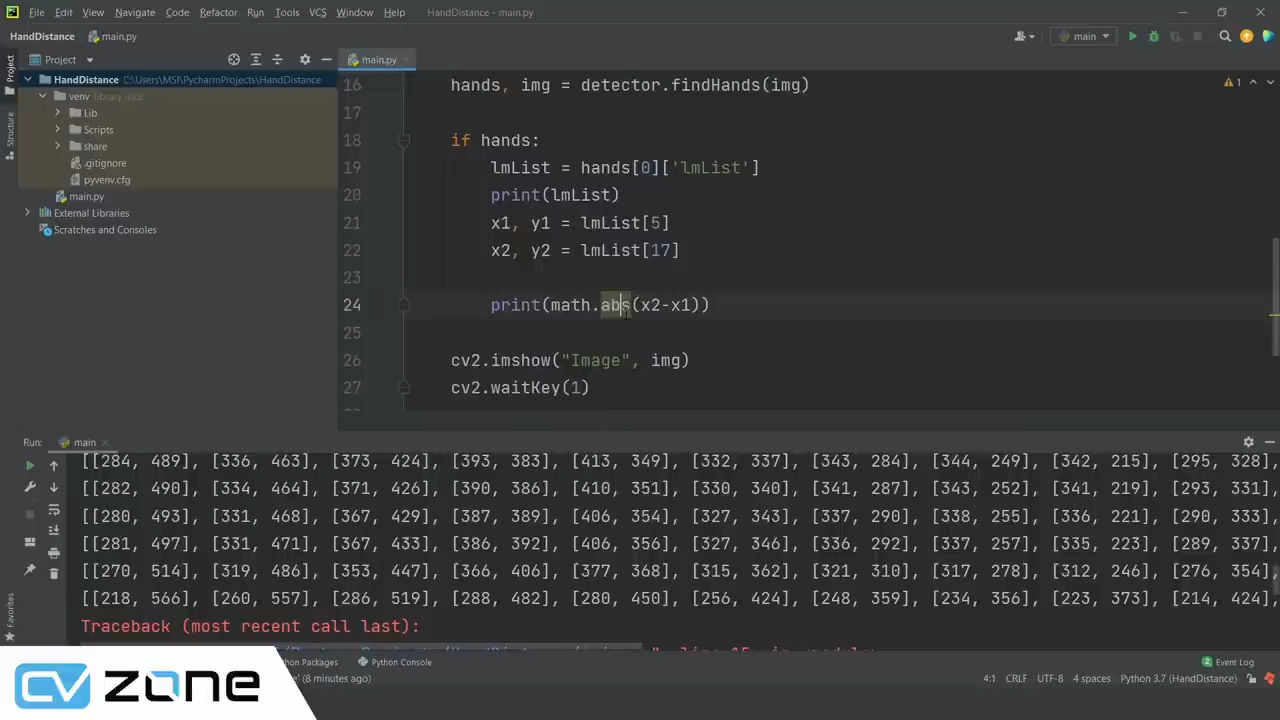 File Edit View Navigate Code Refactor Run Tools VCS Window Help HandDistance - main.py
HandDistance main.py main
Project main.py
HandDistance C:\Users\MSI\PycharmProjects\HandDistance
venv library root
Lib
Scripts
share
.gitignore
pyvenv.cfg
main.py
External Libraries
Scratches and Consoles
Project
Structure
Favorites
1
16 hands, img = detector.findHands(img)
17
18 if hands:
19 lmList = hands[0]['lmList']
20 print(lmList)
21 x1, y1 = lmList[5]
22 x2, y2 = lmList[17]
23
24 print(math.abs(x2-x1))
25
26 cv2.imshow("Image", img)
27 cv2.waitKey(1)
Run: main
[[284, 489], [336, 463], [373, 424], [393, 383], [413, 349], [332, 337], [343, 284], [344, 249], [342, 215], [295, 328],
[[282, 490], [334, 464], [371, 426], [390, 386], [410, 351], [330, 340], [341, 287], [343, 252], [341, 219], [293, 331],
[[280, 493], [331, 468], [367, 429], [387, 389], [406, 354], [327, 343], [337, 290], [338, 255], [336, 221], [290, 333],
[[281, 497], [331, 471], [367, 433], [386, 392], [406, 356], [327, 346], [336, 292], [337, 257], [335, 223], [289, 337],
[[270, 514], [319, 486], [353, 447], [366, 406], [377, 368], [315, 362], [321, 310], [317, 278], [312, 246], [276, 354],
[[218, 566], [260, 557], [286, 519], [288, 482], [280, 450], [256, 424], [248, 359], [234, 356], [223, 373], [214, 424],
Traceback (most recent call last):
Python Packages Python Console Event Log
(8 minutes ago) 4:1 CRLF UTF-8 4 spaces Python 3.7 (HandDistance)
CV ZONE